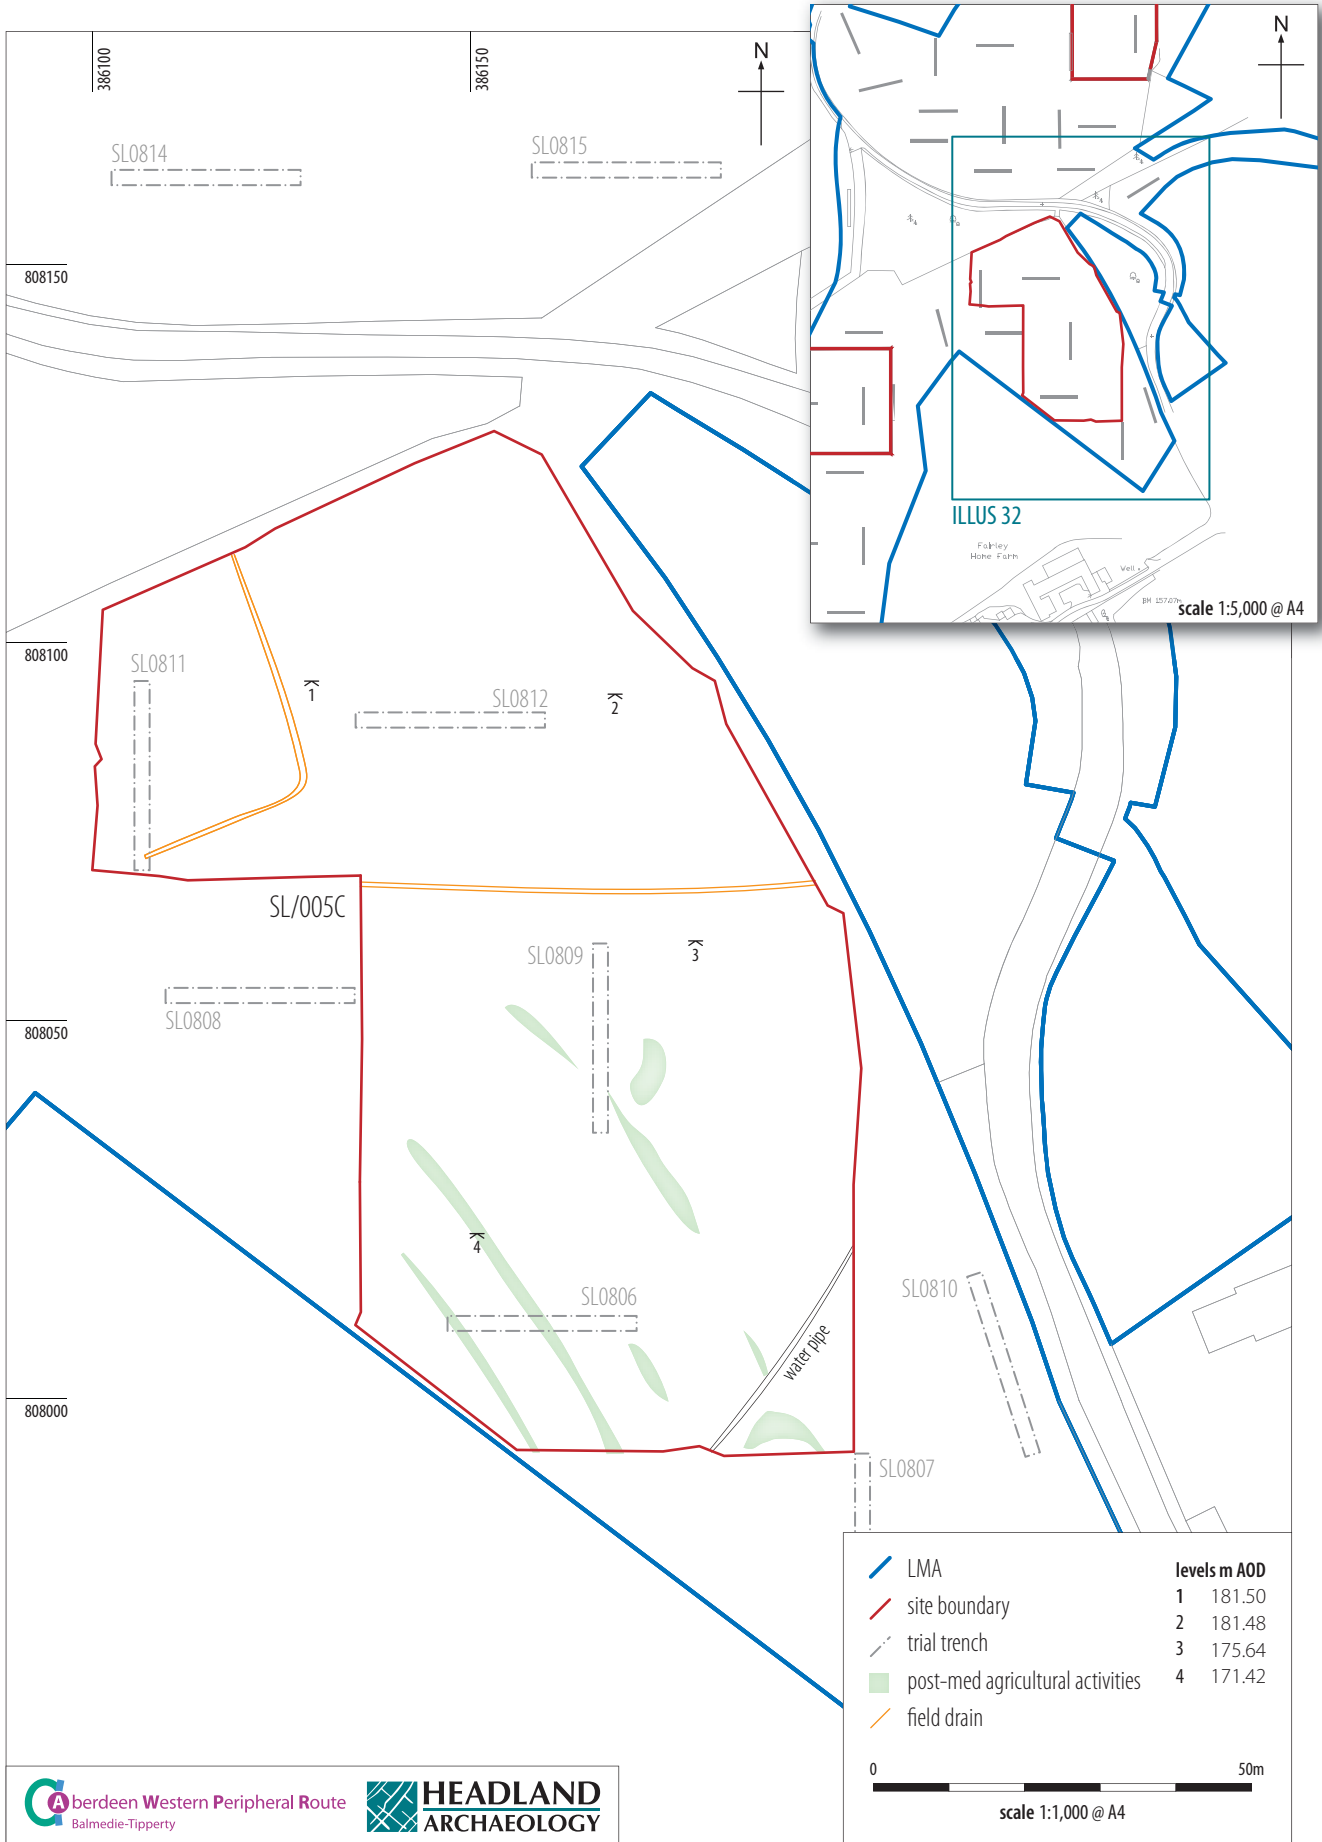 386100
386150
N
N
SL0814
SL0815
808150
ILLUS 32
Fairley
Home Farm
Well
BM 157.07m
scale 1:5,000 @ A4
808100
SL0811
1
SL0812
2
SL/005C
SL0809
3
SL0808
808050
4
SL0806
SL0810
water pipe
808000
SL0807
LMA
site boundary
trial trench
post-med agricultural activities
field drain
levels m AOD
1 181.50
2 181.48
3 175.64
4 171.42
0 50m
scale 1:1,000 @ A4
Aberdeen Western Peripheral Route
Balmedie-Tipperty
HEADLAND
ARCHAEOLOGY